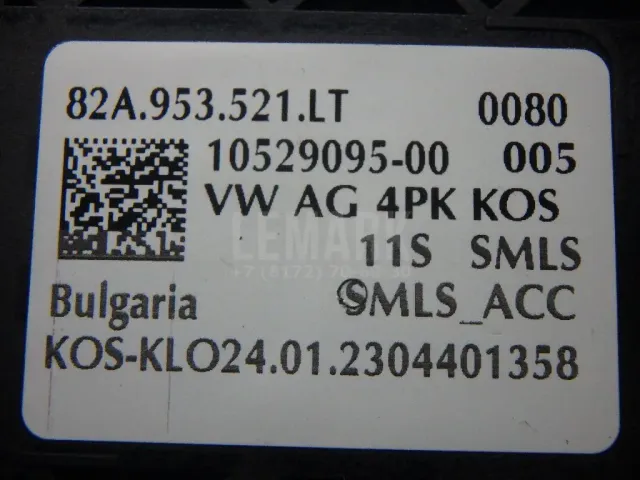 82A.953.521.LT 0080
10529095-00 005
VW AG 4PK KOS
LEMARK
11S SMLS
Bulgaria SMLS_ACC
KOS-KLO24.01.2304401358